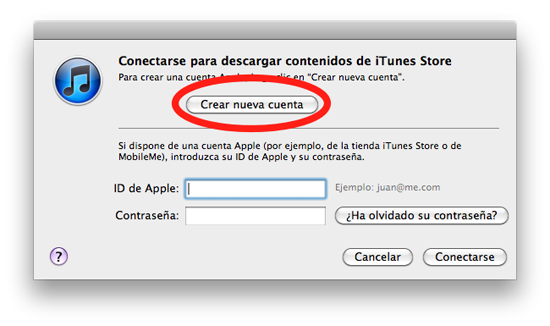 Conectarse para descargar contenidos de iTunes Store
Para crear una cuenta clic en "Crear nueva cuenta".
Crear nueva cuenta
Si dispone de una cuenta Apple (por ejemplo, de la tienda iTunes Store o de
MobileMe), introduzca su ID de Apple y su contraseña.
ID de Apple:
Ejemplo: juan@me.com
Contraseña:
¿Ha olvidado su contraseña?
?
Cancelar
Conectarse